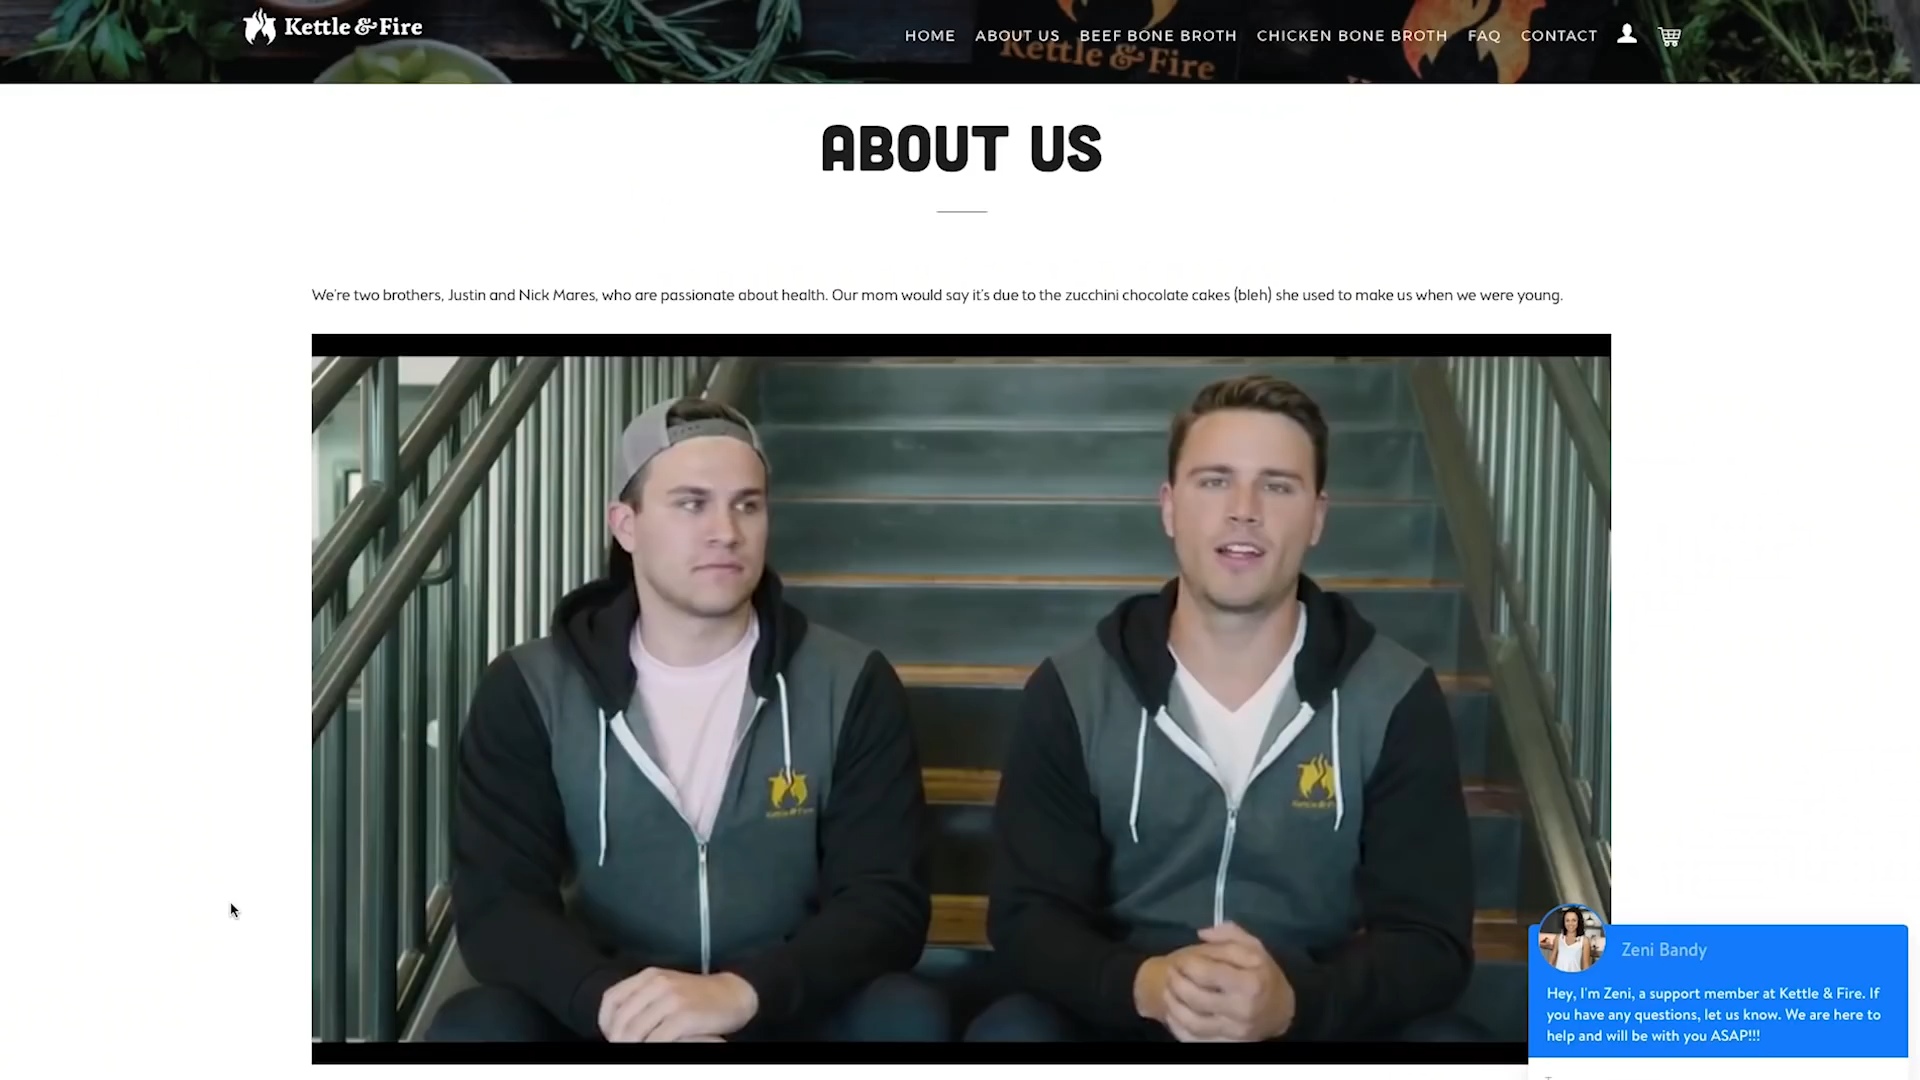 Kettle & Fire
HOME ABOUT US BEEF BONE BROTH CHICKEN BONE BROTH FAQ CONTACT
Kettle & Fire
ABOUT US
We're two brothers, Justin and Nick Mares, who are passionate about health. Our mom would say it's due to the zucchini chocolate cakes (bleh) she used to make us when we were young.
Kettle & Fire
Zeni Bandy
Hey, I'm Zeni, a support member at Kettle & Fire. If
you have any questions, let us know. We are here to
help and will be with you ASAP!!!